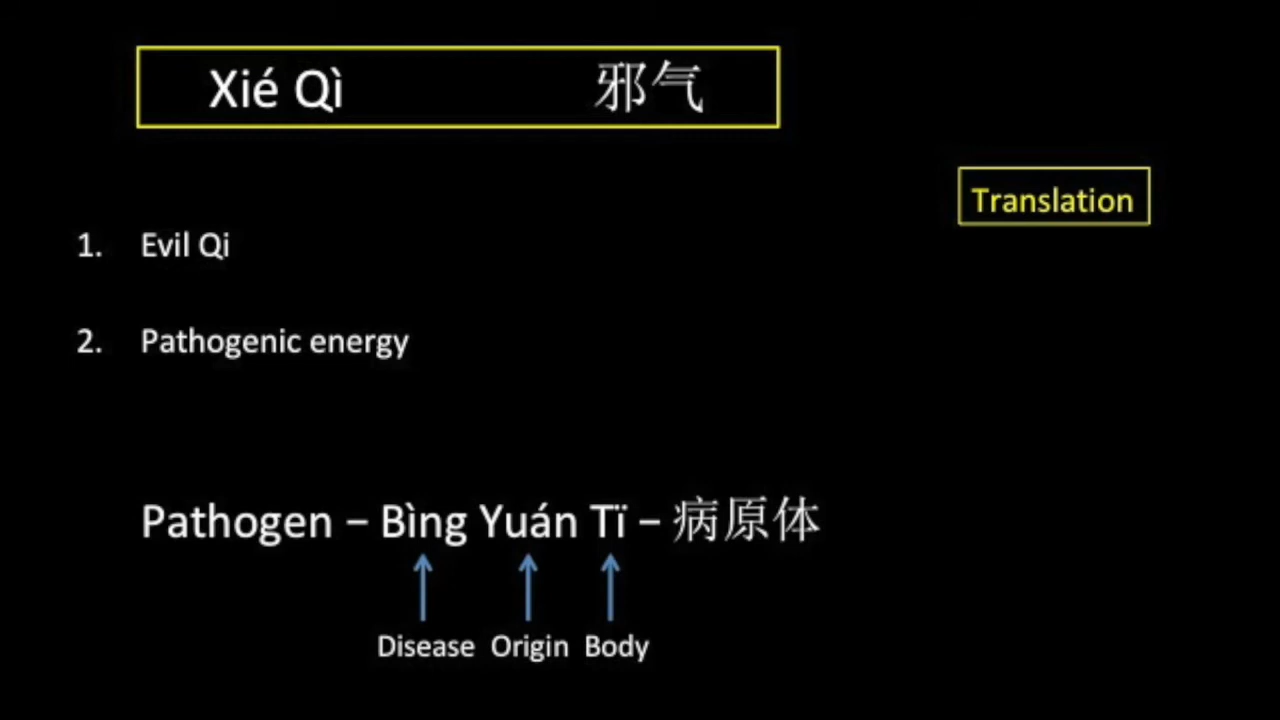 Xié Qì 邪气
Translation
1. Evil Qi
2. Pathogenic energy
Pathogen – Bìng Yuán Tï – 病原体
Disease Origin Body